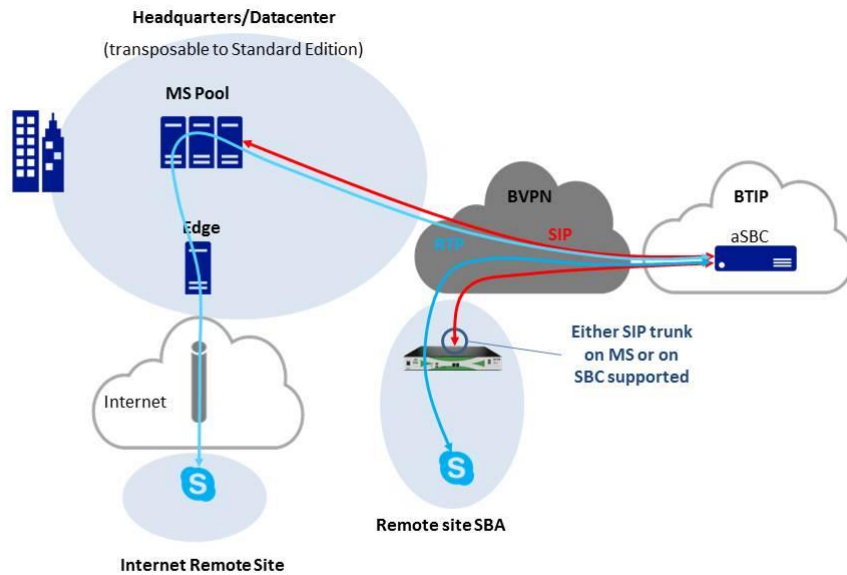 Headquarters/Datacenter
(transposable to Standard Edition)
MS Pool
BVPN
BTIP
Edge
RTP
SIP
aSBC
Either SIP trunk
on MS or on
SBC supported
Internet
S
S
Remote site SBA
Internet Remote Site